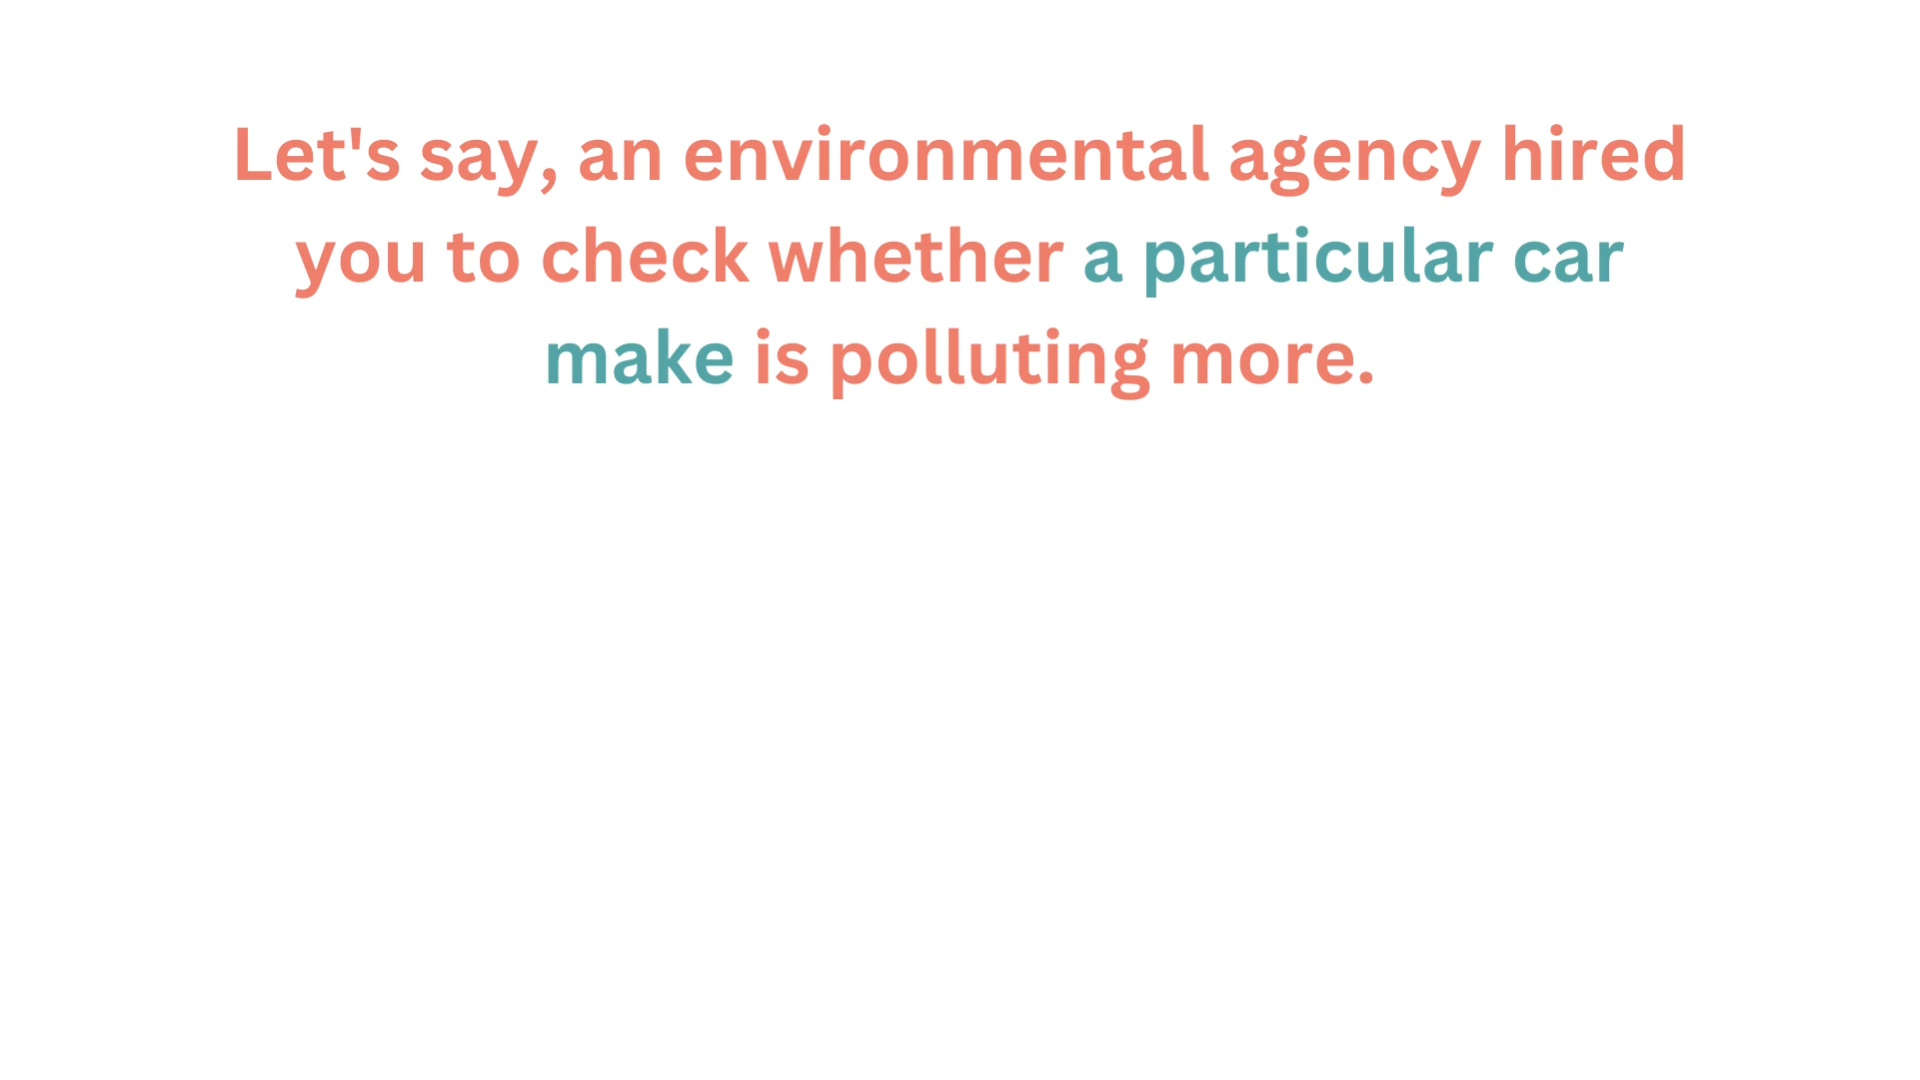 Let's say, an environmental agency hired
you to check whether a particular car
make is polluting more.